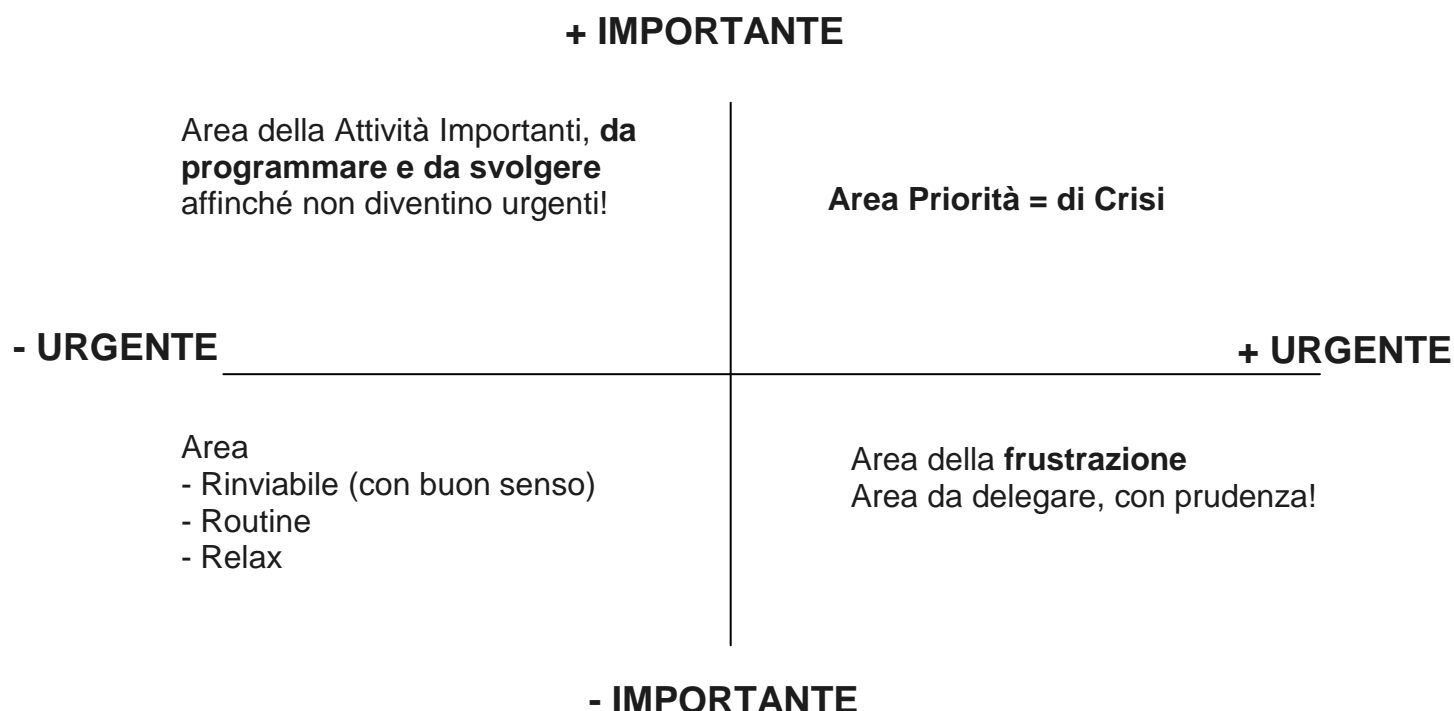 + IMPORTANTE
Area della Attività Importanti, da
programmare e da svolgere
affinché non diventino urgenti!
Area Priorità = di Crisi
- URGENTE
+ URGENTE
Area
- Rinviabile (con buon senso)
- Routine
- Relax
Area della frustrazione
Area da delegare, con prudenza!
- IMPORTANTE